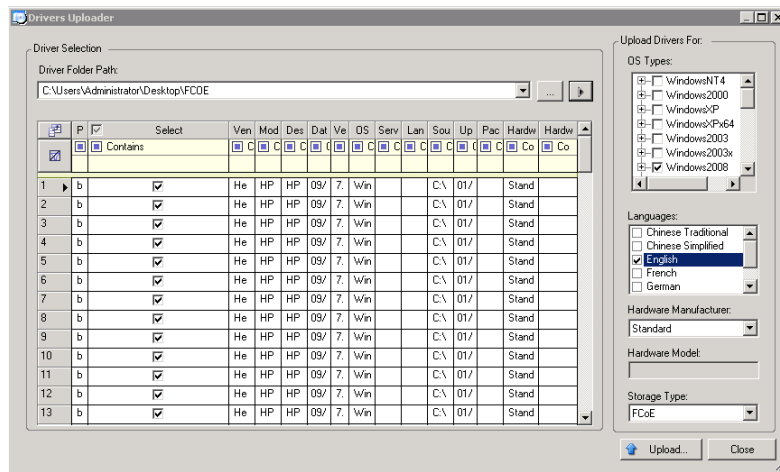 Drivers Uploader
Driver Selection
Driver Folder Path:
C:\Users\Administrator\Desktop\FCOE
...
P Select Ven Mod Des Dat Ve OS Serv Lan Sou Up Pac Hardw Hardw
Contains C C C C C C C C C C C Co Co
1 b He HP HP 09/ 7. Win C:\ 01/ Stand
2 b He HP HP 09/ 7. Win C:\ 01/ Stand
3 b He HP HP 09/ 7. Win C:\ 01/ Stand
4 b He HP HP 09/ 7. Win C:\ 01/ Stand
5 b He HP HP 09/ 7. Win C:\ 01/ Stand
6 b He HP HP 09/ 7. Win C:\ 01/ Stand
7 b He HP HP 09/ 7. Win C:\ 01/ Stand
8 b He HP HP 09/ 7. Win C:\ 01/ Stand
9 b He HP HP 09/ 7. Win C:\ 01/ Stand
10 b He HP HP 09/ 7. Win C:\ 01/ Stand
11 b He HP HP 09/ 7. Win C:\ 01/ Stand
12 b He HP HP 09/ 7. Win C:\ 01/ Stand
13 b He HP HP 09/ 7. Win C:\ 01/ Stand
Upload Drivers For:
OS Types:
WindowsNT4
Windows2000
WindowsXP
WindowsXPx64
Windows2003
Windows2003x
Windows2008
Languages:
Chinese Traditional
Chinese Simplified
English
French
German
Hardware Manufacturer:
Standard
Hardware Model:
Storage Type:
FCoE
Upload... Close